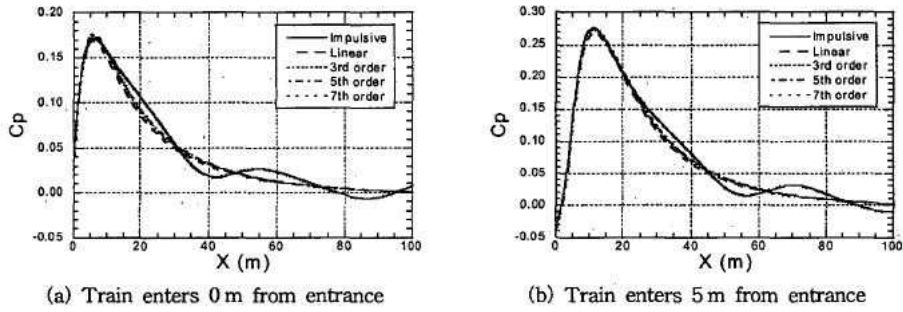 0.20
0.15
0.10
0.05
0.00
-0.05
Cp
0
20
40
60
80
100
X (m)
Impulsive
Linear
3rd order
5th order
7th order
(a) Train enters 0 m from entrance
0.30
0.25
0.20
0.15
0.10
0.05
0.00
-0.05
Cp
0
20
40
60
80
100
X (m)
Impulsive
Linear
3rd order
5th order
7th order
(b) Train enters 5 m from entrance